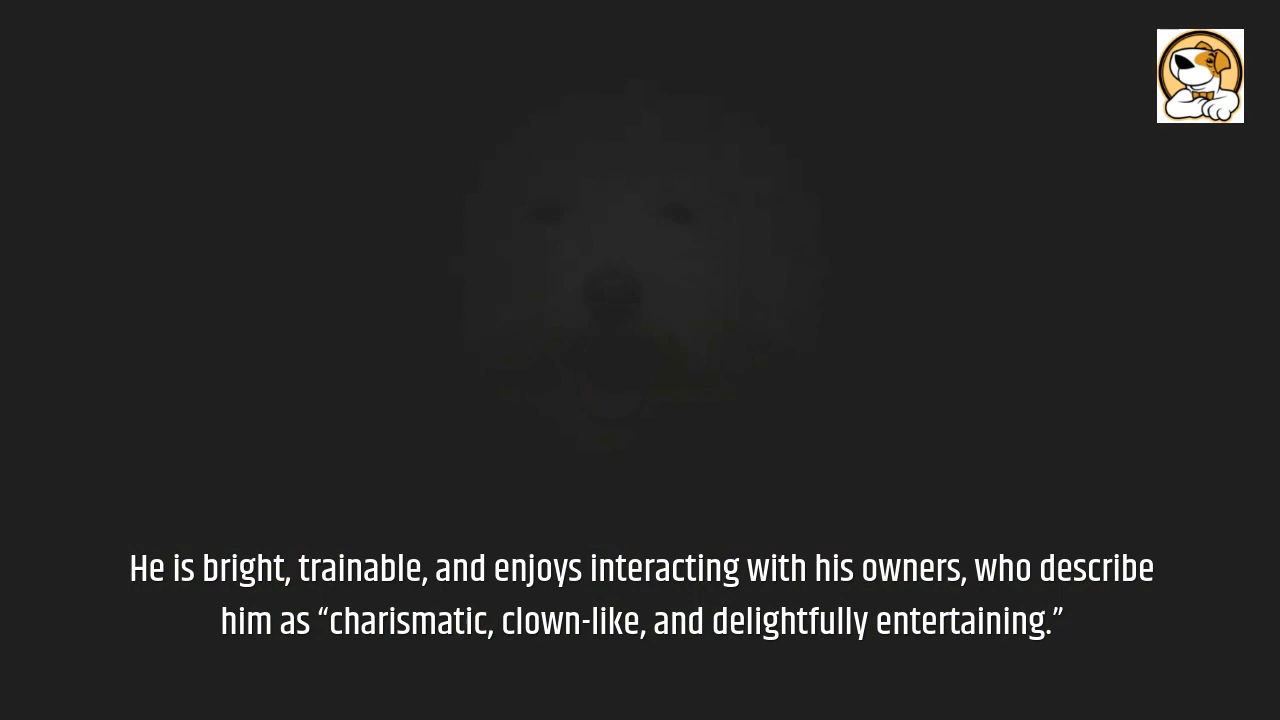 He is bright, trainable, and enjoys interacting with his owners, who describe
him as “charismatic, clown-like, and delightfully entertaining.”